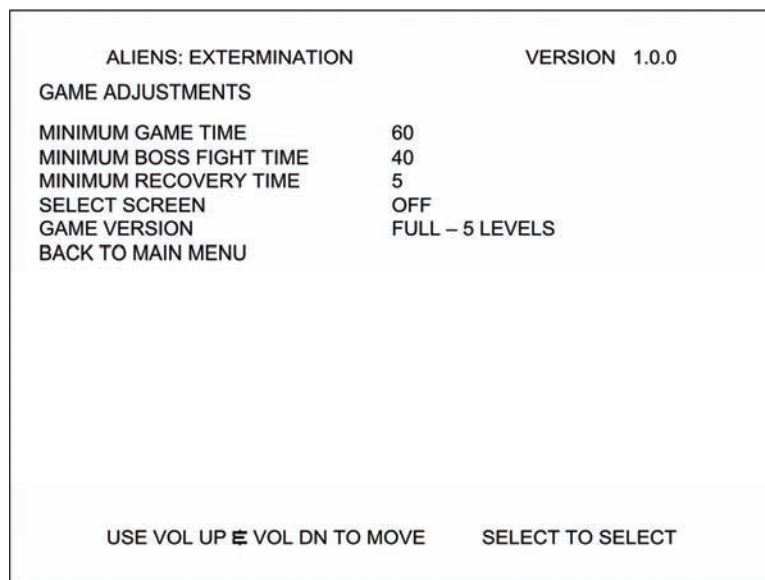 ALIENS: EXTERMINATION VERSION 1.0.0
GAME ADJUSTMENTS
MINIMUM GAME TIME 60
MINIMUM BOSS FIGHT TIME 40
MINIMUM RECOVERY TIME 5
SELECT SCREEN OFF
GAME VERSION FULL – 5 LEVELS
BACK TO MAIN MENU
USE VOL UP & VOL DN TO MOVE SELECT TO SELECT